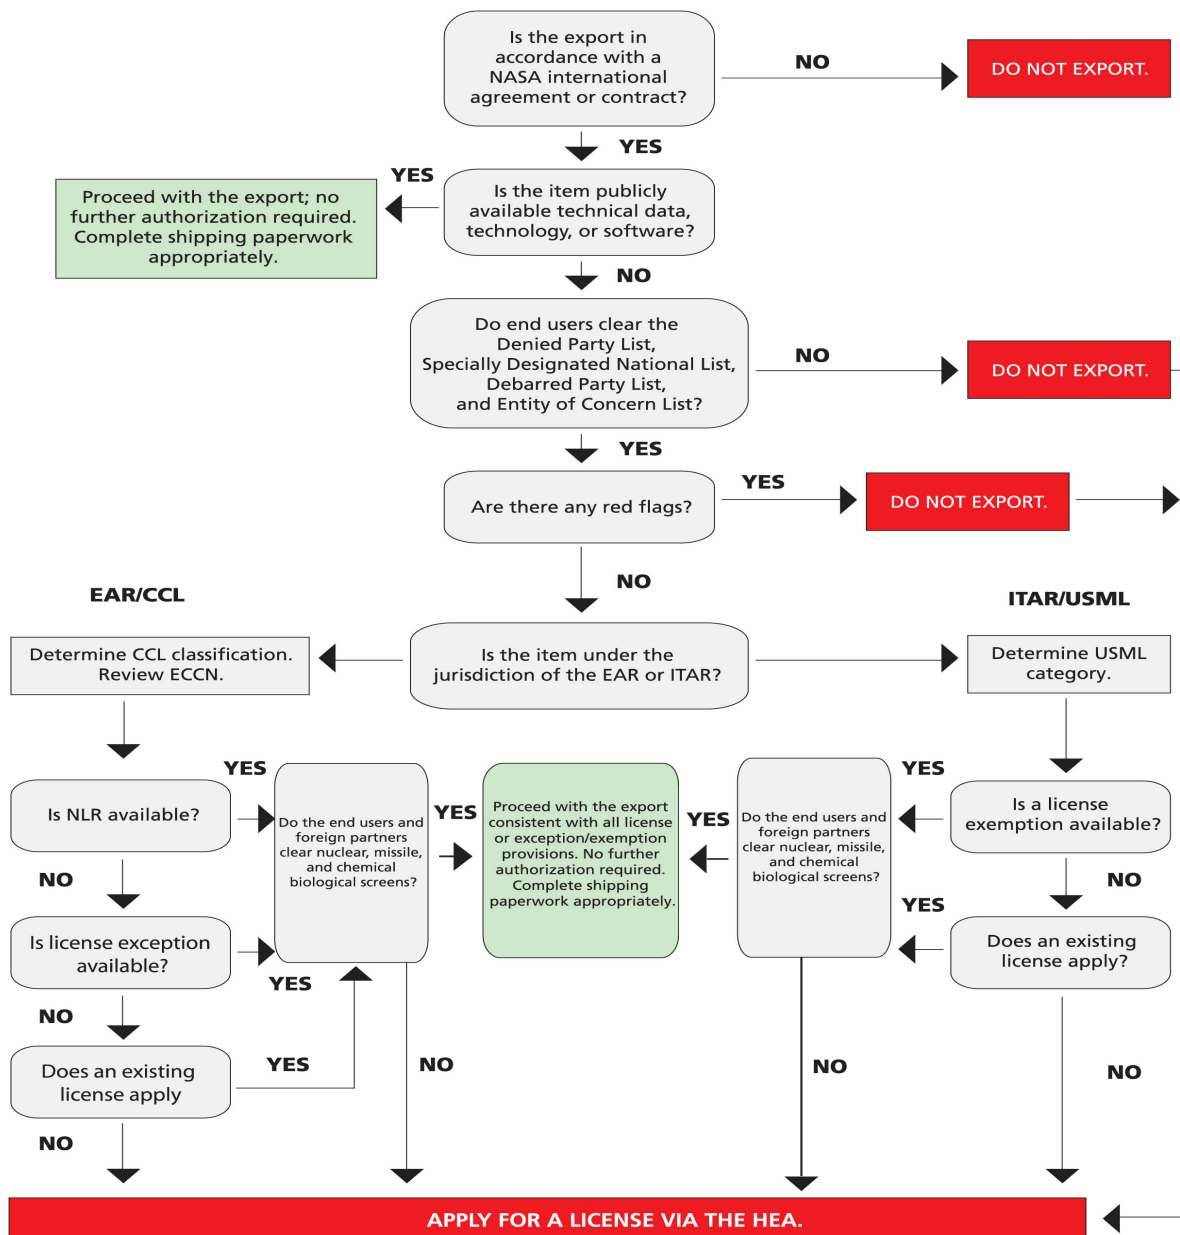 Is the export in
accordance with a
NASA international
agreement or contract?
NO
DO NOT EXPORT.
YES
YES
Is the item publicly
available technical data,
technology, or software?
Proceed with the export; no
further authorization required.
Complete shipping paperwork
appropriately.
NO
Do end users clear the
Denied Party List,
Specially Designated National List,
Debarred Party List,
and Entity of Concern List?
NO
DO NOT EXPORT.
YES
Are there any red flags?
YES
DO NOT EXPORT.
NO
EAR/CCL
ITAR/USML
Determine CCL classification.
Review ECCN.
Is the item under the
jurisdiction of the EAR or ITAR?
Determine USML
category.
Is NLR available?
YES
Do the end users and
foreign partners
clear nuclear, missile,
and chemical
biological screens?
YES
Proceed with the export
consistent with all license
or exception/exemption
provisions. No further
authorization required.
Complete shipping
paperwork appropriately.
YES
Do the end users and
foreign partners
clear nuclear, missile,
and chemical
biological screens?
YES
Is a license
exemption available?
NO
NO
Is license exception
available?
YES
YES
Does an existing
license apply?
NO
Does an existing
license apply
YES
NO
NO
NO
NO
APPLY FOR A LICENSE VIA THE HEA.